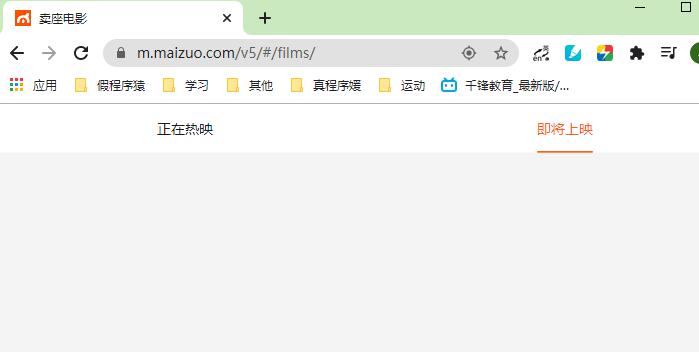 卖座电影
m.maizuo.com/v5/#/films/
英
en
应用 假程序猿 学习 其他 真程序媛 运动 千锋教育_最新版/...
正在热映 即将上映